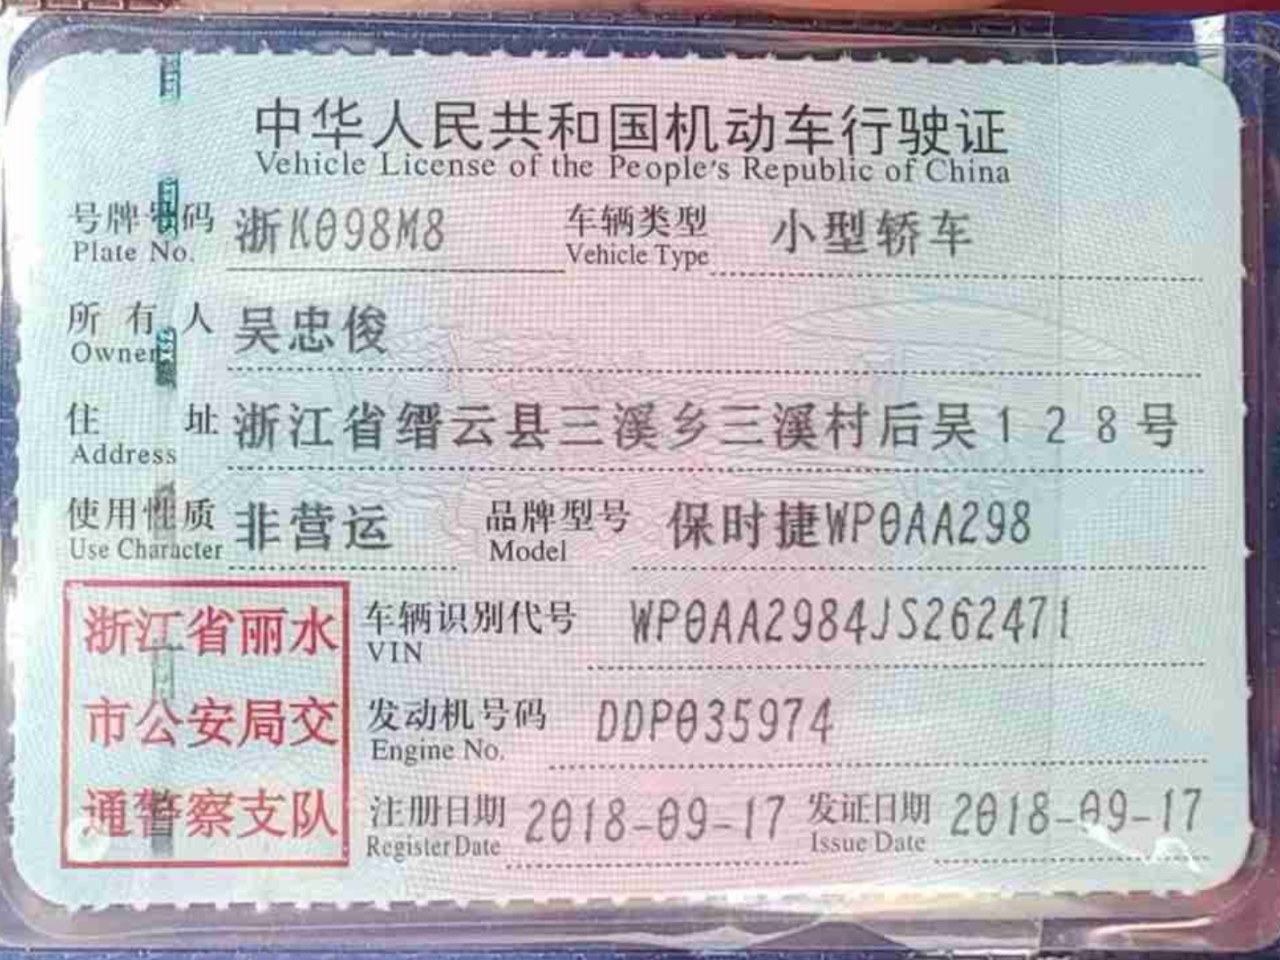 中华人民共和国机动车行驶证
Vehicle License of the People's Republic of China
号牌号码 浙K098M8 车辆类型 小型轿车
Plate No. Vehicle Type
所有人 吴忠俊
Owner
住址 浙江省缙云县三溪乡三溪村后吴128号
Address
使用性质 非营运 品牌型号 保时捷WP0AA298
Use Character Model
浙江省丽水
市公安局交
通警察支队
车辆识别代号 WP0AA2984JS262471
VIN
发动机号码 DDP035974
Engine No.
注册日期 2018-09-17 发证日期 2018-09-17
Register Date Issue Date